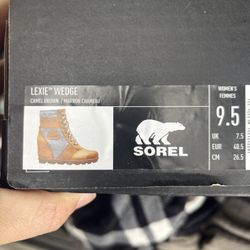 LEXIE™ WEDGE
CAMEL BROWN / MARRON CHAMEAU
SOREL
WOMEN'S
FEMMES
9.5
UK 7.5
EUR 40.5
CM 26.5